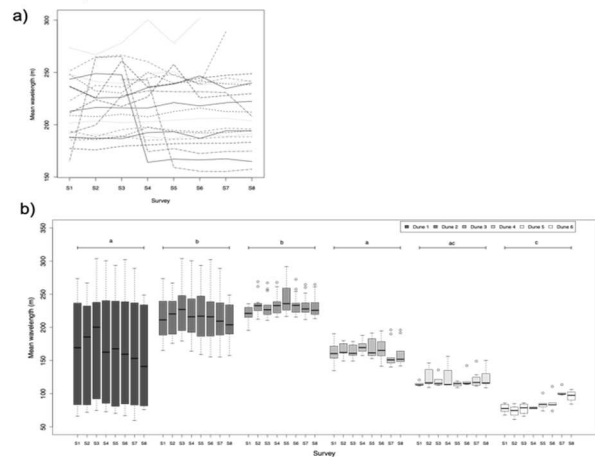 a)
300
250
200
150
Mean wavelength (m)
S1 S2 S3 S4 S5 S6 S7 S8
Survey
b)
350
300
250
200
150
100
50
Mean wavelength (m)
Dune 1 Dune 2 Dune 3 Dune 4 Dune 5 Dune 6
a b b a ac c
S1 S2 S3 S4 S5 S6 S7 S8 S1 S2 S3 S4 S5 S6 S7 S8 S1 S2 S3 S4 S5 S6 S7 S8 S1 S2 S3 S4 S5 S6 S7 S8 S1 S2 S3 S4 S5 S6 S7 S8 S1 S2 S3 S4 S5 S6 S7 S8
Survey